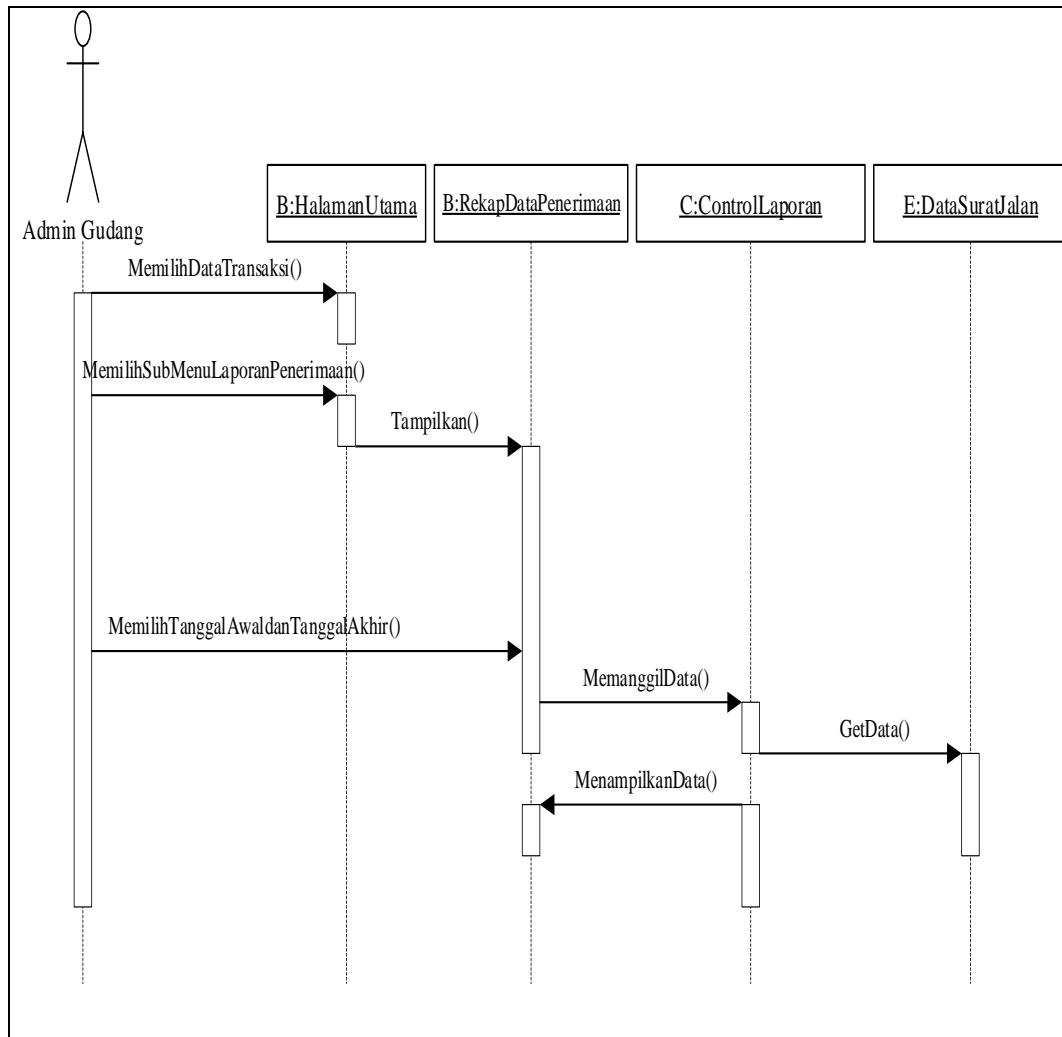 Admin Gudang
B:HalamanUtama
B:RekapDataPenerimaan
C:ControlLaporan
E:DataSuratJalan
MemilihDataTransaksi()
MemilihSubMenuLaporanPenerimaan()
Tampilkan()
MemilihTanggalAwaldanTanggalAkhir()
MemanggilData()
GetData()
MenampilkanData()